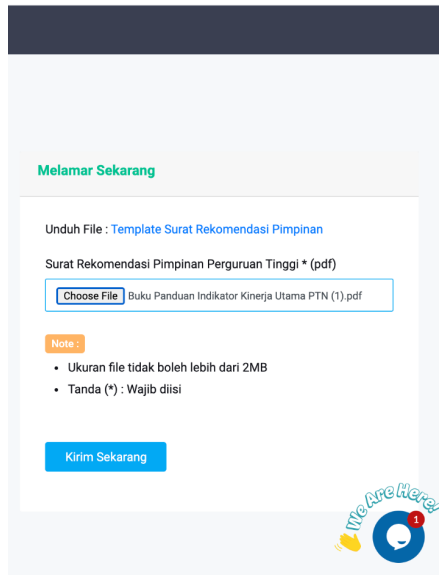 Melamar Sekarang
Unduh File : Template Surat Rekomendasi Pimpinan
Surat Rekomendasi Pimpinan Perguruan Tinggi * (pdf)
Choose File Buku Panduan Indikator Kinerja Utama PTN (1).pdf
Note :
• Ukuran file tidak boleh lebih dari 2MB
• Tanda (*) : Wajib diisi
Kirim Sekarang
We Are Here!
1